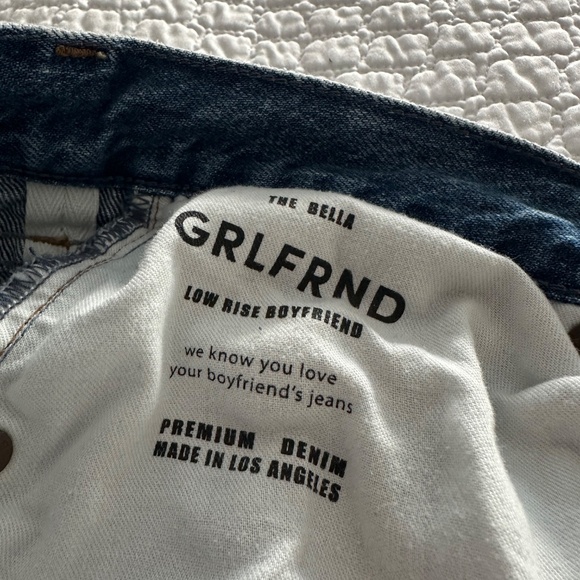 THE BELLA
GRLFRND
LOW RISE BOYFRIEND
we know you love
your boyfriend's jeans
PREMIUM DENIM
MADE IN LOS ANGELES